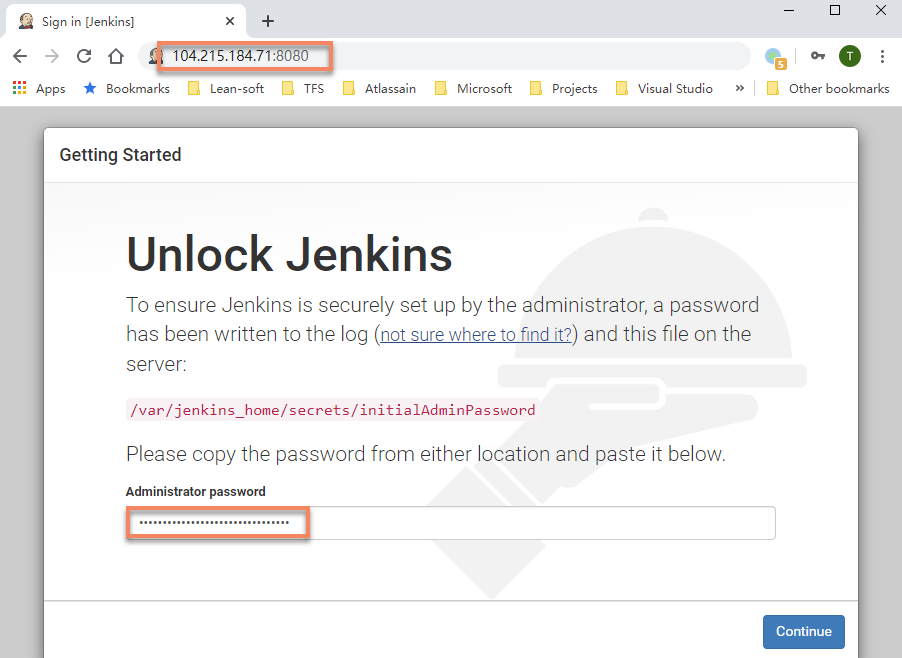 Sign in [Jenkins]
104.215.184.71:8080
5
T
Apps
Bookmarks
Lean-soft
TFS
Atlassain
Microsoft
Projects
Visual Studio
»
Other bookmarks
Getting Started
Unlock Jenkins
To ensure Jenkins is securely set up by the administrator, a password
has been written to the log (not sure where to find it?) and this file on the
server:
/var/jenkins_home/secrets/initialAdminPassword
Please copy the password from either location and paste it below.
Administrator password
••••••••••••••••••••••••••••••••
Continue